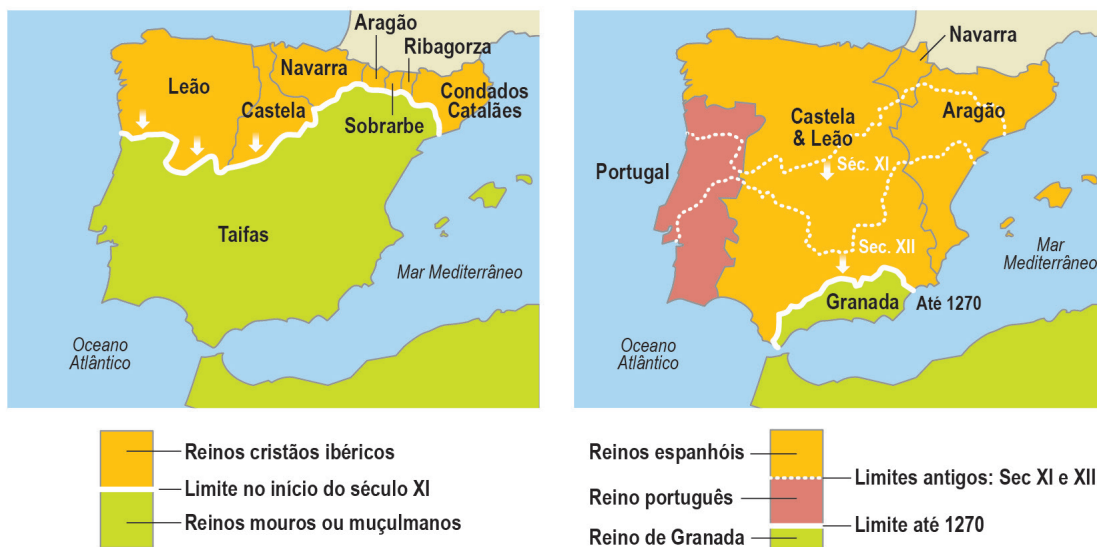 Aragão
Ribagorza
Navarra
Leão
Condados
Catalães
Castela
Sobrarbe
Taifas
Mar Mediterrâneo
Oceano
Atlântico
Reinos cristãos ibéricos
Limite no início do século XI
Reinos mouros ou muçulmanos
Navarra
Aragão
Castela
& Leão
Portugal
Séc. XI
Sec. XII
Mar
Mediterrâneo
Granada
Até 1270
Oceano
Atlântico
Reinos espanhóis
Limites antigos: Sec XI e XII
Reino português
Limite até 1270
Reino de Granada